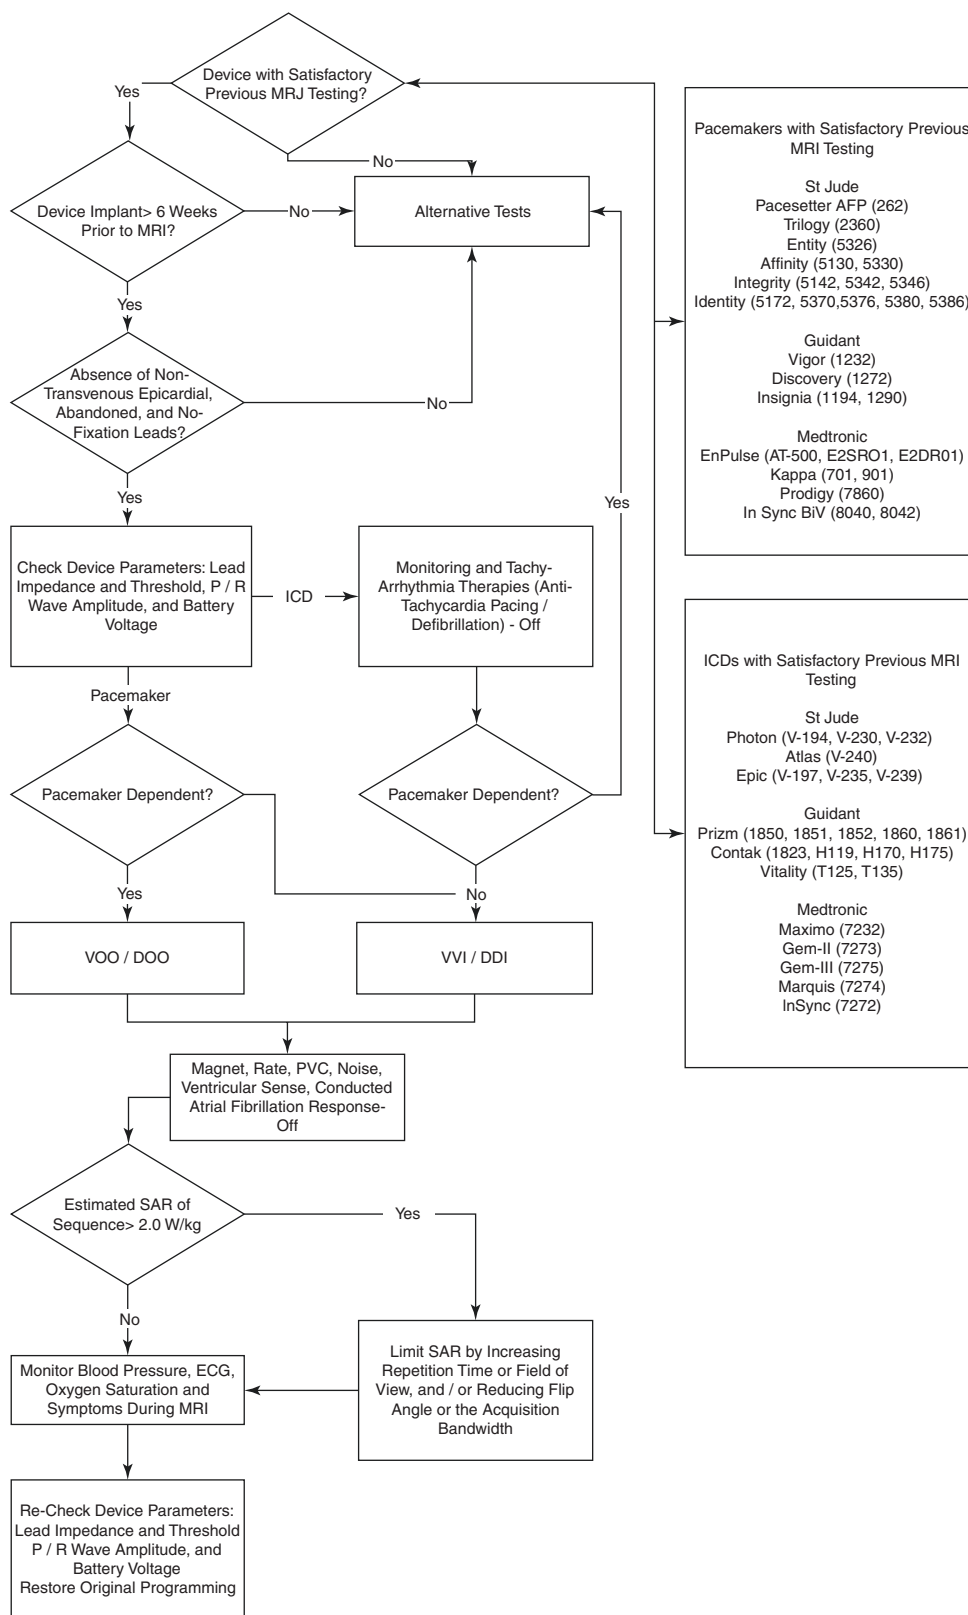 Device with Satisfactory
Previous MRJ Testing?
Yes
No
Device Implant> 6 Weeks
Prior to MRI?
No
Alternative Tests
Yes
Absence of Non-
Transvenous Epicardial,
Abandoned, and No-
Fixation Leads?
No
Yes
Yes
Check Device Parameters: Lead
Impedance and Threshold, P / R
Wave Amplitude, and Battery
Voltage
ICD
Monitoring and Tachy-
Arrhythmia Therapies (Anti-
Tachycardia Pacing /
Defibrillation) - Off
Pacemaker
Pacemaker Dependent?
Pacemaker Dependent?
Yes
No
VOO / DOO
VVI / DDI
Magnet, Rate, PVC, Noise,
Ventricular Sense, Conducted
Atrial Fibrillation Response-
Off
Estimated SAR of
Sequence> 2.0 W/kg
Yes
No
Limit SAR by Increasing
Repetition Time or Field of
View, and / or Reducing Flip
Angle or the Acquisition
Bandwidth
Monitor Blood Pressure, ECG,
Oxygen Saturation and
Symptoms During MRI
Re-Check Device Parameters:
Lead Impedance and Threshold
P / R Wave Amplitude, and
Battery Voltage
Restore Original Programming
Pacemakers with Satisfactory Previous
MRI Testing
St Jude
Pacesetter AFP (262)
Trilogy (2360)
Entity (5326)
Affinity (5130, 5330)
Integrity (5142, 5342, 5346)
Identity (5172, 5370,5376, 5380, 5386)
Guidant
Vigor (1232)
Discovery (1272)
Insignia (1194, 1290)
Medtronic
EnPulse (AT-500, E2SRO1, E2DR01)
Kappa (701, 901)
Prodigy (7860)
In Sync BiV (8040, 8042)
ICDs with Satisfactory Previous MRI
Testing
St Jude
Photon (V-194, V-230, V-232)
Atlas (V-240)
Epic (V-197, V-235, V-239)
Guidant
Prizm (1850, 1851, 1852, 1860, 1861)
Contak (1823, H119, H170, H175)
Vitality (T125, T135)
Medtronic
Maximo (7232)
Gem-II (7273)
Gem-III (7275)
Marquis (7274)
InSync (7272)